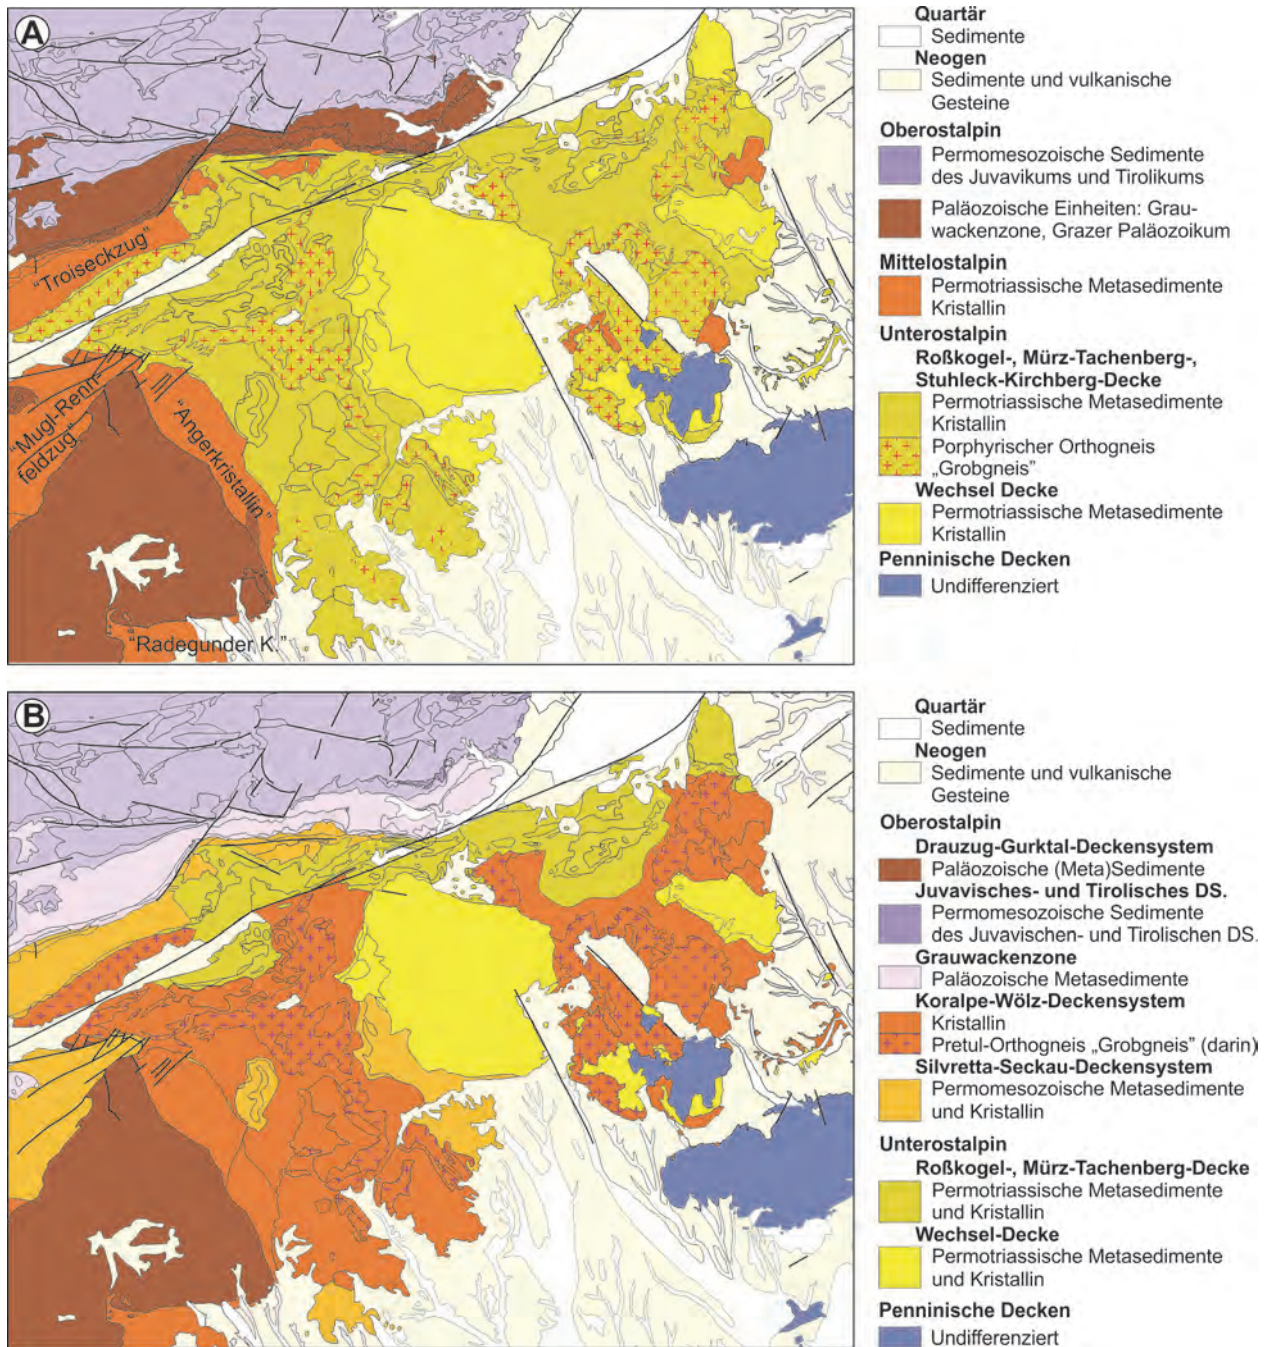 A
"Troiseckzug"
"Mugl-Renn-
feldzug"
"Angerkristallin"
"Radegunder K."
Quartär
Sedimente
Neogen
Sedimente und vulkanische
Gesteine
Oberostalpin
Permomesozoische Sedimente
des Juvavikums und Tirolikums
Paläozoische Einheiten: Grau-
wackenzone, Grazer Paläozoikum
Mittelostalpin
Permotriassische Metasedimente
Kristallin
Unterostalpin
Roßkogel-, Mürz-Tachenberg-,
Stuhleck-Kirchberg-Decke
Permotriassische Metasedimente
Kristallin
Porphyrischer Orthogneis
„Grobgneis"
Wechsel Decke
Permotriassische Metasedimente
Kristallin
Penninische Decken
Undifferenziert
B
Quartär
Sedimente
Neogen
Sedimente und vulkanische
Gesteine
Oberostalpin
Drauzug-Gurktal-Deckensystem
Paläozoische (Meta)Sedimente
Juvavisches- und Tirolisches DS.
Permomesozoische Sedimente
des Juvavischen- und Tirolischen DS.
Grauwackenzone
Paläozoische Metasedimente
Koralpe-Wölz-Deckensystem
Kristallin
Pretul-Orthogneis „Grobgneis" (darin)
Silvretta-Seckau-Deckensystem
Permomesozoische Metasedimente
und Kristallin
Unterostalpin
Roßkogel-, Mürz-Tachenberg-Decke
Permotriassische Metasedimente
und Kristallin
Wechsel-Decke
Permotriassische Metasedimente
und Kristallin
Penninische Decken
Undifferenziert